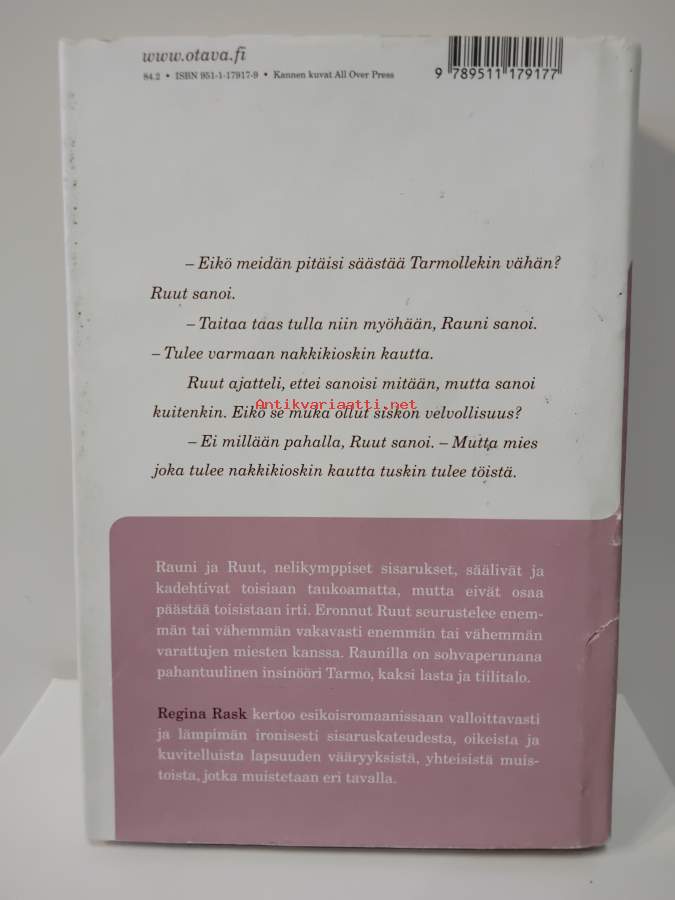 www.otava.fi
84.2 • ISBN 951-1-17917-9 • Kannen kuvat All Over Press
9 789511 179177
– Eikö meidän pitäisi säästää Tarmollekin vähän?
Ruut sanoi.
– Taitaa taas tulla niin myöhään, Rauni sanoi.
– Tulee varmaan nakkikioskin kautta.
Ruut ajatteli, ettei sanoisi mitään, mutta sanoi
Antikvariaatti.net
kuitenkin. Eikö se muka ollut siskon velvollisuus?
– Ei millään pahalla, Ruut sanoi. – Mutta mies
joka tulee nakkikioskin kautta tuskin tulee töistä.
Rauni ja Ruut, nelikymppiset sisarukset, säälivät ja
kadehtivat toisiaan taukoamatta, mutta eivät osaa
päästää toisistaan irti. Eronnut Ruut seurustelee enem-
män tai vähemmän vakavasti enemmän tai vähemmän
varattujen miesten kanssa. Raunilla on sohvaperunana
pahantuulinen insinööri Tarmo, kaksi lasta ja tiilitalo.
Regina Rask kertoo esikoisromaanissaan valloittavasti
ja lämpimän ironisesti sisaruskateudesta, oikeista ja
kuvitelluista lapsuuden vääryyksistä, yhteisistä muis-
toista, jotka muistetaan eri tavalla.